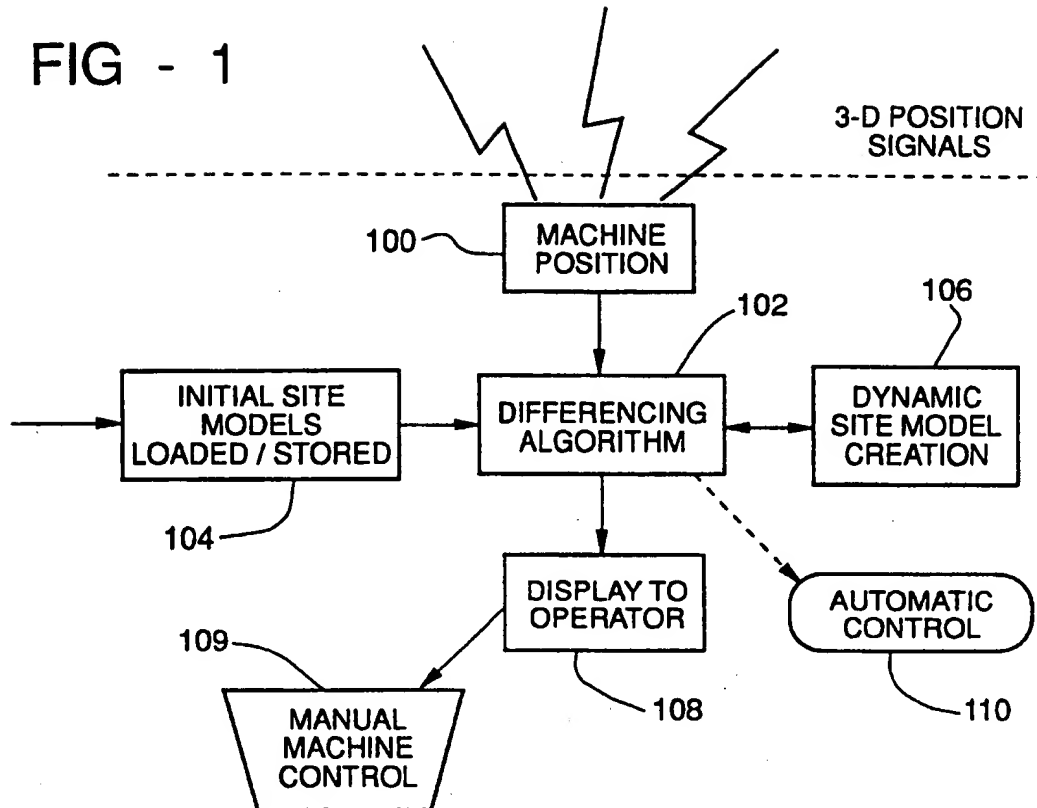 FIG - 1
3-D POSITION
SIGNALS
100
MACHINE
POSITION
102
106
INITIAL SITE
MODELS
LOADED / STORED
DIFFERENCING
ALGORITHM
DYNAMIC
SITE MODEL
CREATION
104
DISPLAY TO
OPERATOR
AUTOMATIC
CONTROL
109
108
110
MANUAL
MACHINE
CONTROL